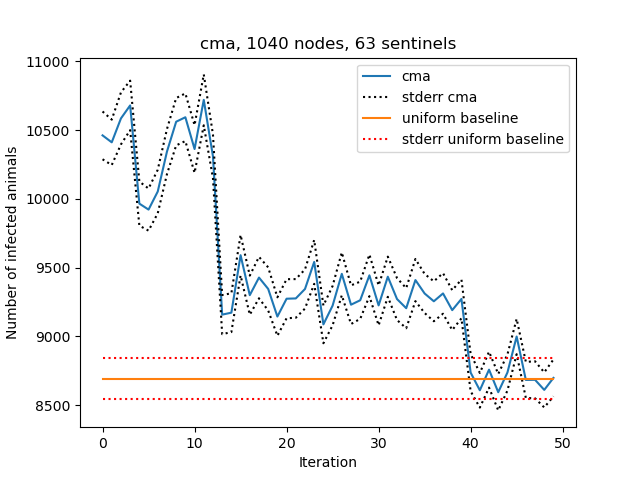 cma, 1040 nodes, 63 sentinels
11000
10500
10000
9500
9000
8500
Number of infected animals
cma
stderr cma
uniform baseline
stderr uniform baseline
0 10 20 30 40 50
Iteration